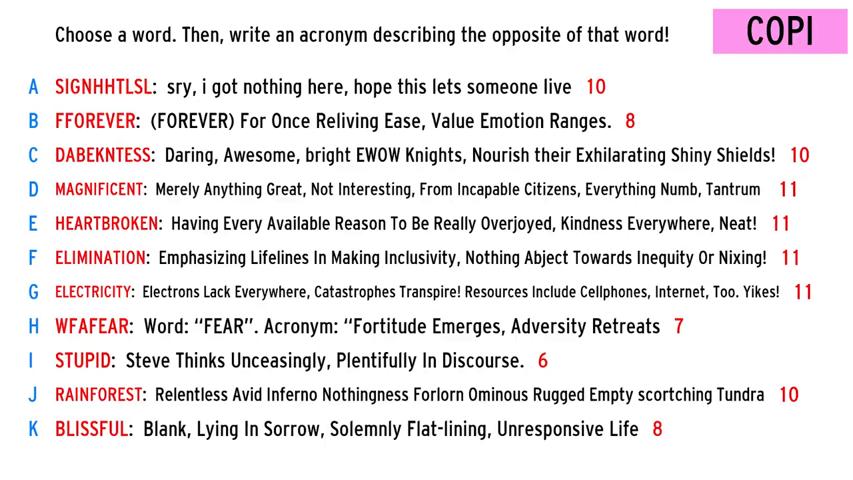 Choose a word. Then, write an acronym describing the opposite of that word!
COPI
A SIGNHHTLSL: sry, i got nothing here, hope this lets someone live 10
B FFOREVER: (FOREVER) For Once Reliving Ease, Value Emotion Ranges. 8
C DABEKNTESS: Daring, Awesome, bright EWOW Knights, Nourish their Exhilarating Shiny Shields! 10
D MAGNIFICENT: Merely Anything Great, Not Interesting, From Incapable Citizens, Everything Numb, Tantrum 11
E HEARTBROKEN: Having Every Available Reason To Be Really Overjoyed, Kindness Everywhere, Neat! 11
F ELIMINATION: Emphasizing Lifelines In Making Inclusivity, Nothing Abject Towards Inequity Or Nixing! 11
G ELECTRICITY: Electrons Lack Everywhere, Catastrophes Transpire! Resources Include Cellphones, Internet, Too. Yikes! 11
H WFAFEAR: Word: “FEAR”. Acronym: “Fortitude Emerges, Adversity Retreats 7
I STUPID: Steve Thinks Unceasingly, Plentifully In Discourse. 6
J RAINFOREST: Relentless Avid Inferno Nothingness Forlorn Ominous Rugged Empty scortching Tundra 10
K BLISSFUL: Blank, Lying In Sorrow, Solemnly Flat-lining, Unresponsive Life 8